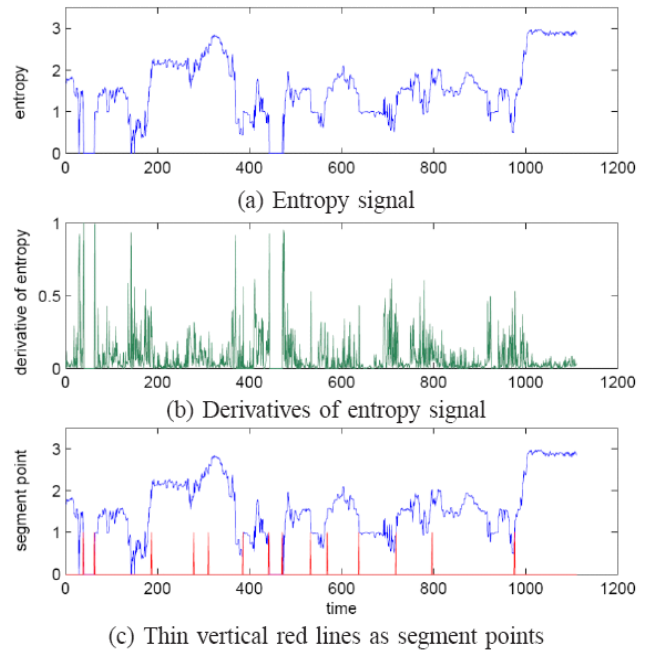 entropy
3
2
1
0
0 200 400 600 800 1000 1200
(a) Entropy signal
derivative of entropy
1
0.5
0
0 200 400 600 800 1000 1200
(b) Derivatives of entropy signal
segment point
3
2
1
0
0 200 400 600 800 1000 1200
time
(c) Thin vertical red lines as segment points